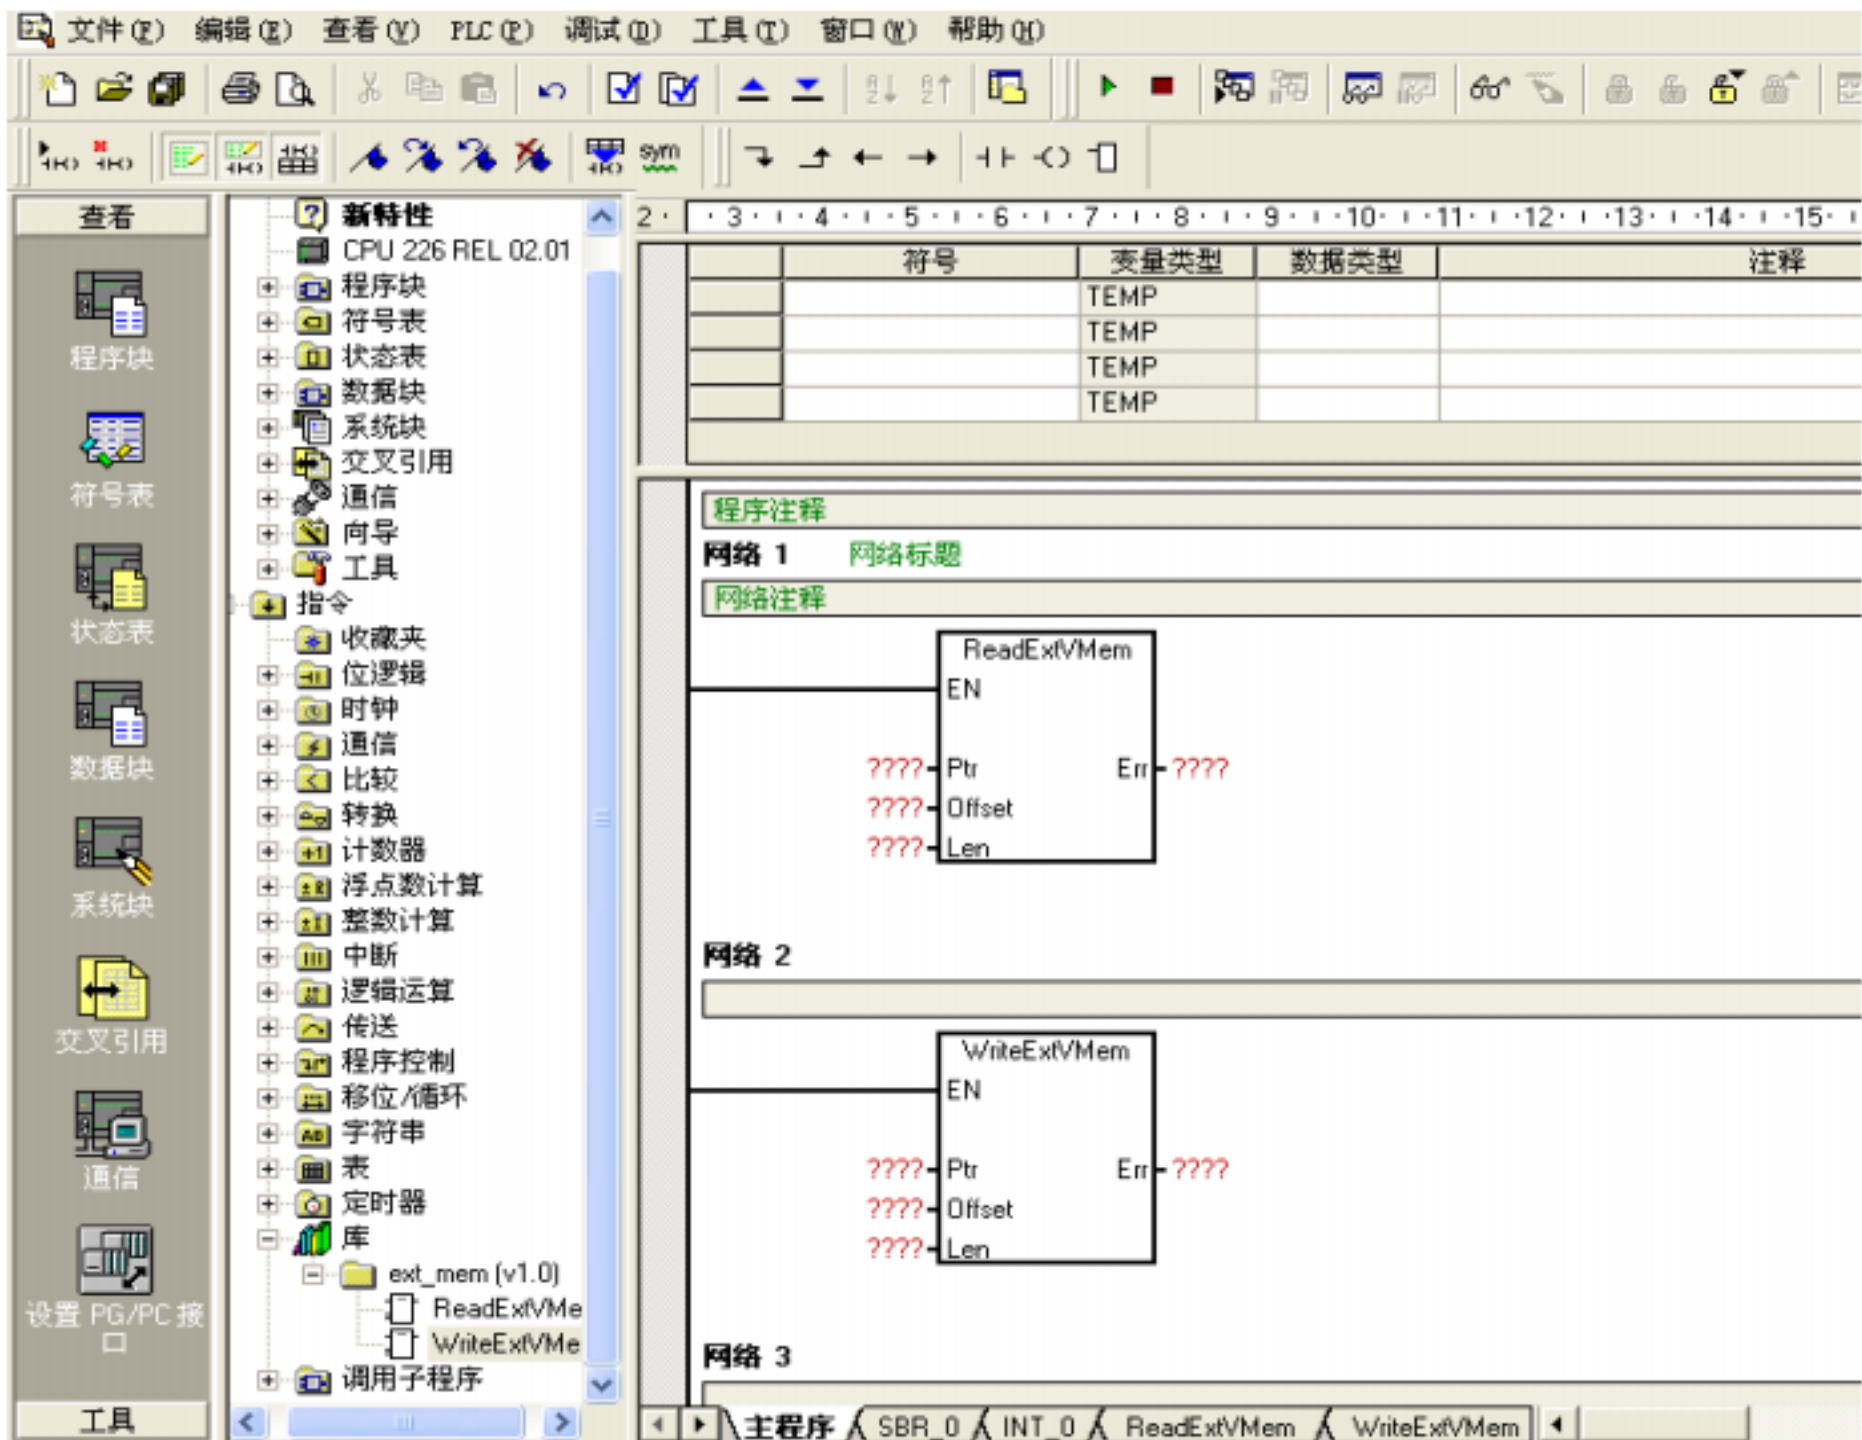 文件(F) 编辑(E) 查看(V) PLC(P) 调试(D) 工具(T) 窗口(W) 帮助(H)
sym
查看
程序块
符号表
状态表
数据块
系统块
交叉引用
通信
设置 PG/PC 接
口
工具
新特性
CPU 226 REL 02.01
程序块
符号表
状态表
数据块
系统块
交叉引用
通信
向导
工具
指令
收藏夹
位逻辑
时钟
通信
比较
转换
计数器
浮点数计算
整数计算
中断
逻辑运算
传送
程序控制
移位/循环
字符串
表
定时器
库
ext_mem (v1.0)
ReadExtVMe
WriteExtVMe
调用子程序
2 3 4 5 6 7 8 9 10 11 12 13 14 15
符号 变量类型 数据类型 注释
TEMP
TEMP
TEMP
TEMP
程序注释
网络 1 网络标题
网络注释
ReadExtVMem
EN
???? Ptr Err ????
???? Offset
???? Len
网络 2
WriteExtVMem
EN
???? Ptr Err ????
???? Offset
???? Len
网络 3
主程序 SBR_0 INT_0 ReadExtVMem WriteExtVMem